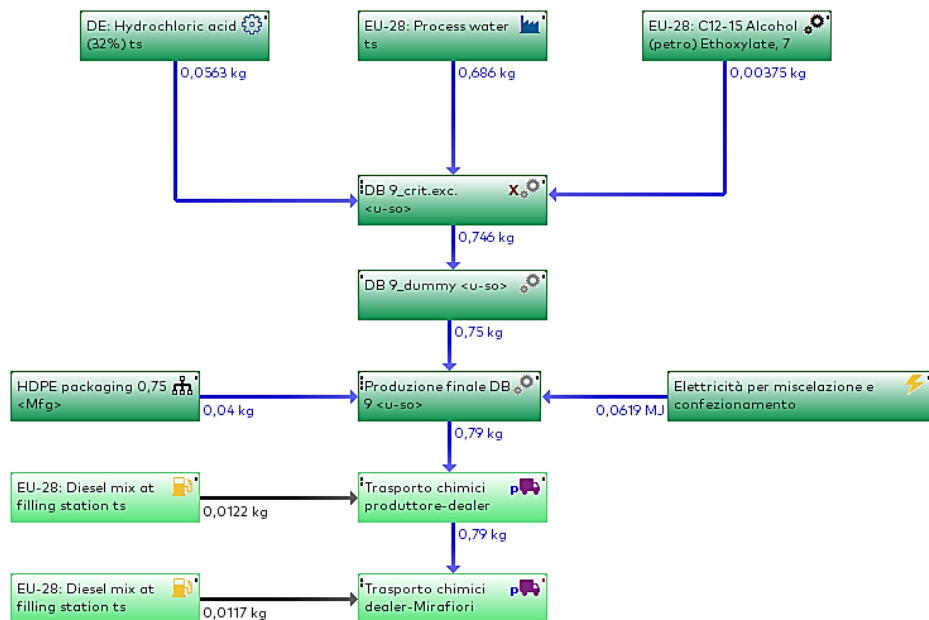 DE: Hydrochloric acid
(32%) ts
EU-28: Process water
ts
EU-28: C12-15 Alcohol
(petro) Ethoxylate, 7
0,0563 kg
0,686 kg
0,00375 kg
DB 9_crit.exc.
<u-so>
X
0,746 kg
DB 9_dummy <u-so>
0,75 kg
HDPE packaging 0,75
<Mfg>
0,04 kg
Produzione finale DB
9 <u-so>
Elettricità per miscelazione e
confezionamento
0,0619 MJ
0,79 kg
EU-28: Diesel mix at
filling station ts
0,0122 kg
Trasporto chimici
produttore-dealer
p
0,79 kg
EU-28: Diesel mix at
filling station ts
0,0117 kg
Trasporto chimici
dealer-Mirafiori
p